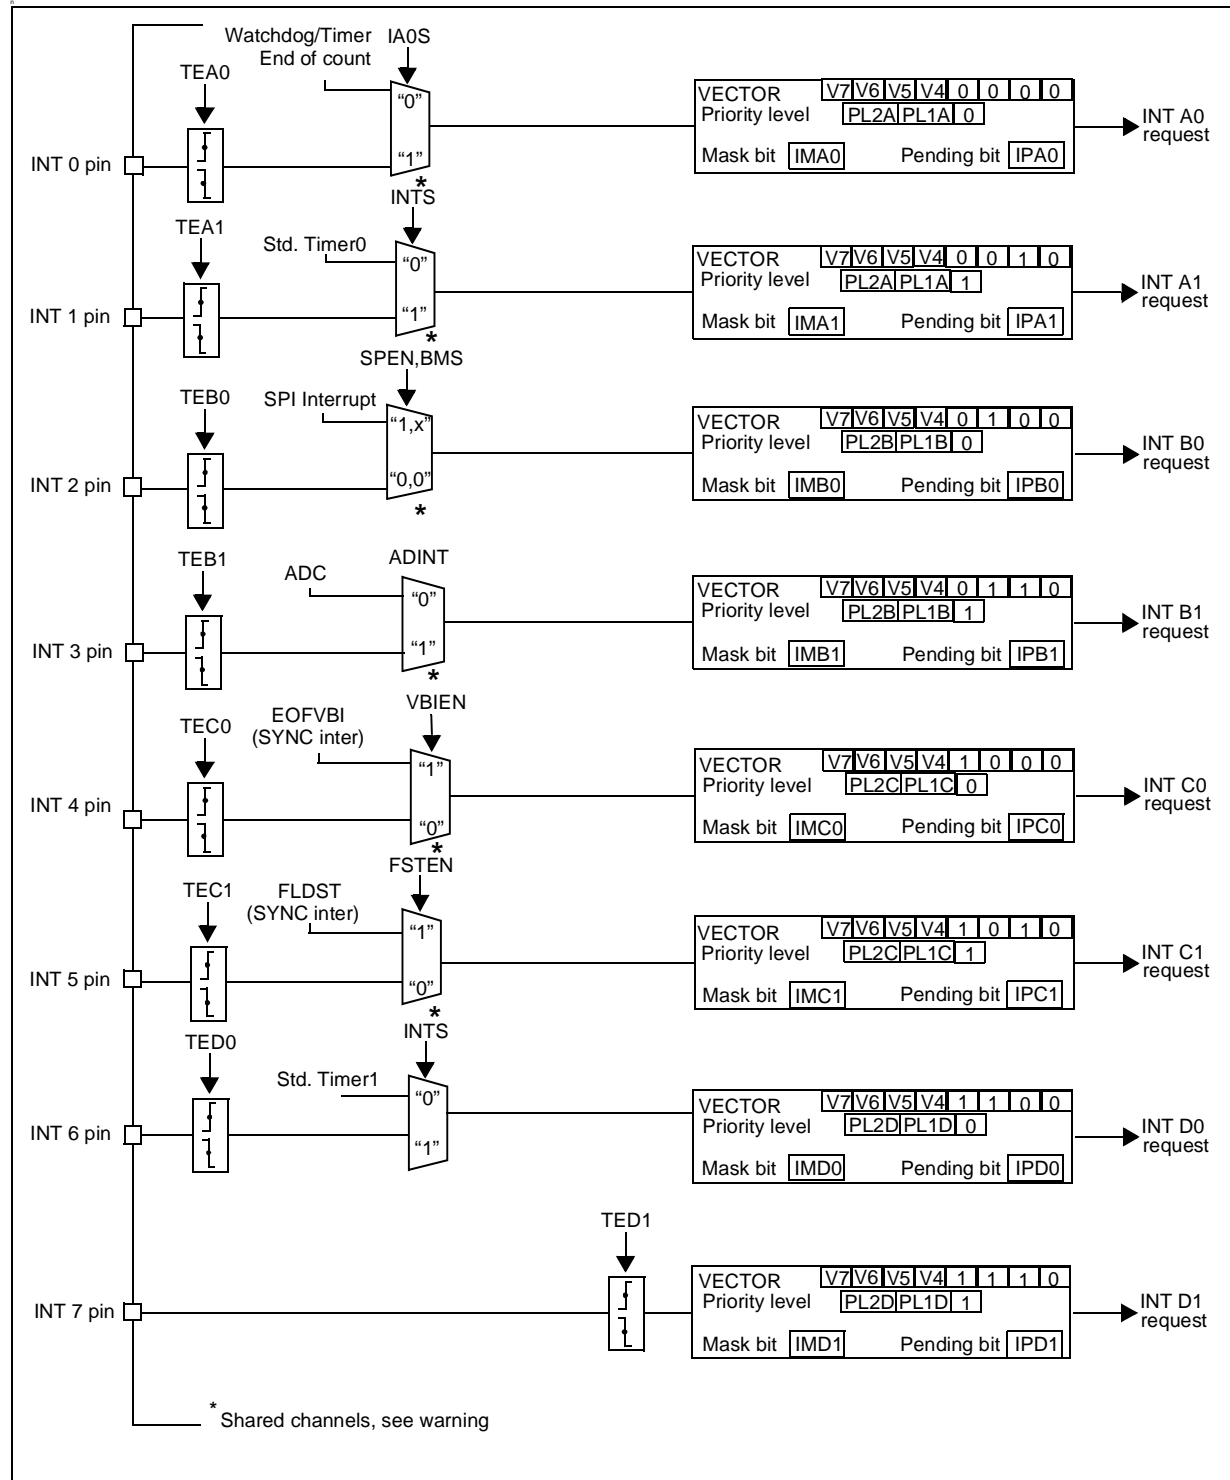 Watchdog/Timer
End of count
IA0S
TEA0
"0"
"1"
*
INT 0 pin
VECTOR V7 V6 V5 V4 0 0 0 0
Priority level PL2A PL1A 0
Mask bit IMA0 Pending bit IPA0
INT A0
request
INTS
TEA1
Std. Timer0
"0"
"1"
*
INT 1 pin
VECTOR V7 V6 V5 V4 0 0 1 0
Priority level PL2A PL1A 1
Mask bit IMA1 Pending bit IPA1
INT A1
request
SPEN,BMS
TEB0
SPI Interrupt
"1,x"
"0,0"
*
INT 2 pin
VECTOR V7 V6 V5 V4 0 1 0 0
Priority level PL2B PL1B 0
Mask bit IMB0 Pending bit IPB0
INT B0
request
TEB1
ADC
ADINT
"0"
"1"
*
INT 3 pin
VECTOR V7 V6 V5 V4 0 1 1 0
Priority level PL2B PL1B 1
Mask bit IMB1 Pending bit IPB1
INT B1
request
VBIEN
TEC0
EOFVBI
(SYNC inter)
"1"
"0"
*
INT 4 pin
VECTOR V7 V6 V5 V4 1 0 0 0
Priority level PL2C PL1C 0
Mask bit IMC0 Pending bit IPC0
INT C0
request
FSTEN
TEC1
FLDST
(SYNC inter)
"1"
"0"
*
INT 5 pin
VECTOR V7 V6 V5 V4 1 0 1 0
Priority level PL2C PL1C 1
Mask bit IMC1 Pending bit IPC1
INT C1
request
INTS
TED0
Std. Timer1
"0"
"1"
INT 6 pin
VECTOR V7 V6 V5 V4 1 1 0 0
Priority level PL2D PL1D 0
Mask bit IMD0 Pending bit IPD0
INT D0
request
TED1
INT 7 pin
VECTOR V7 V6 V5 V4 1 1 1 0
Priority level PL2D PL1D 1
Mask bit IMD1 Pending bit IPD1
INT D1
request
* Shared channels, see warning